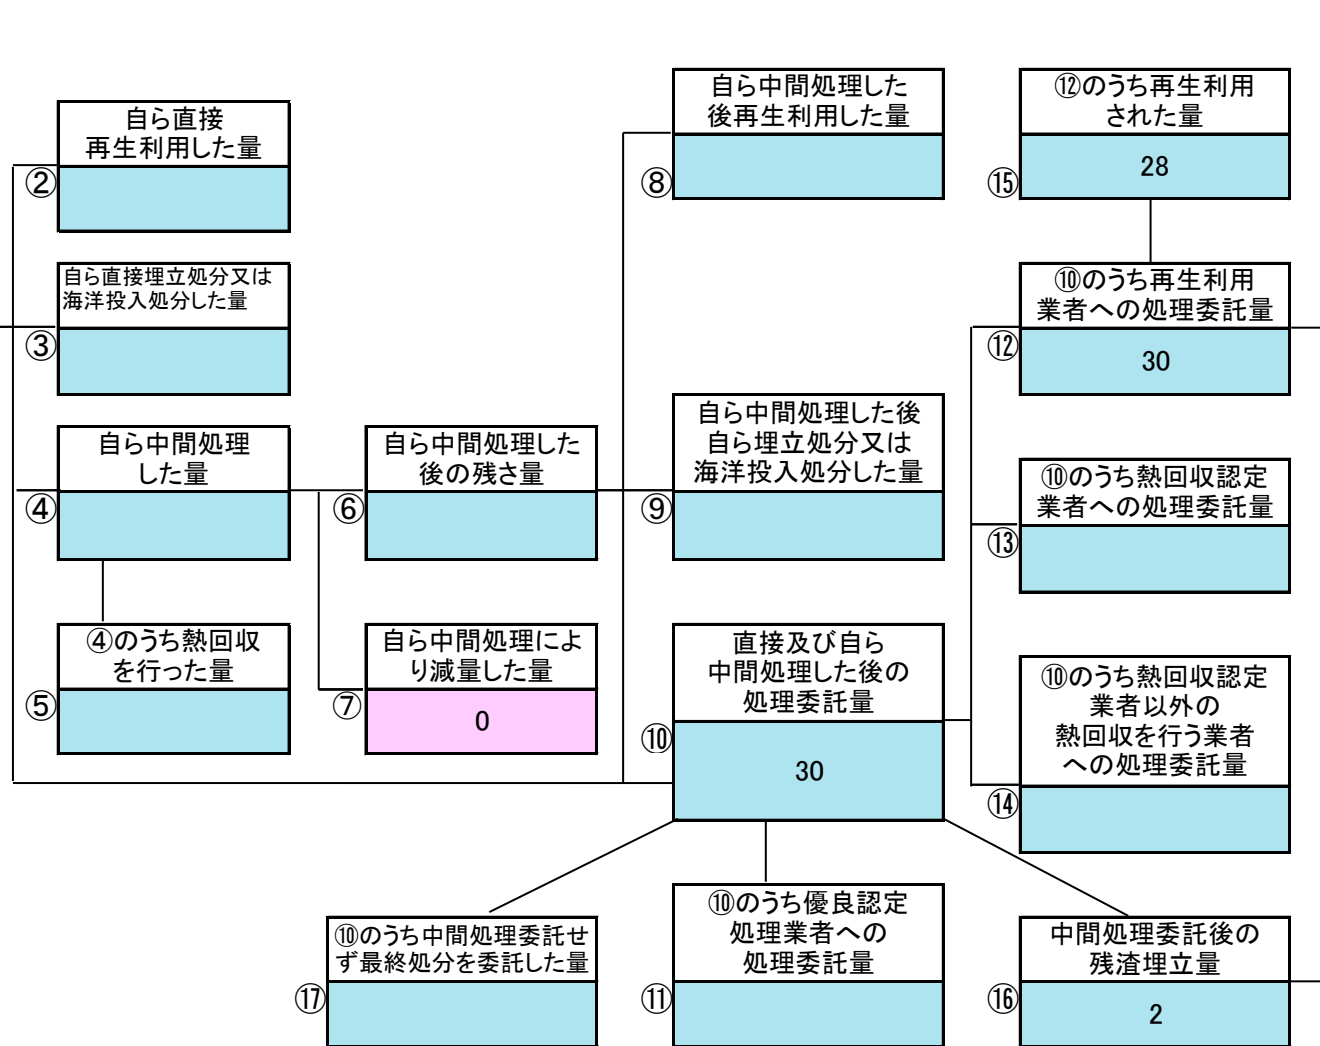 自ら直接
再生利用した量
②
自ら直接埋立処分又は
海洋投入処分した量
③
自ら中間処理
した量
④
④のうち熱回収
を行った量
⑤
自ら中間処理した
後の残さ量
⑥
自ら中間処理によ
り減量した量
⑦
0
自ら中間処理した
後再生利用した量
⑧
自ら中間処理した後
自ら埋立処分又は
海洋投入処分した量
⑨
直接及び自ら
中間処理した後の
処理委託量
⑩
30
⑫のうち再生利用
された量
⑮
28
⑩のうち再生利用
業者への処理委託量
⑫
30
⑩のうち熱回収認定
業者への処理委託量
⑬
⑩のうち熱回収認定
業者以外の
熱回収を行う業者
への処理委託量
⑭
⑩のうち中間処理委託せ
ず最終処分を委託した量
⑰
⑩のうち優良認定
処理業者への
処理委託量
⑪
中間処理委託後の
残渣埋立量
⑯
2